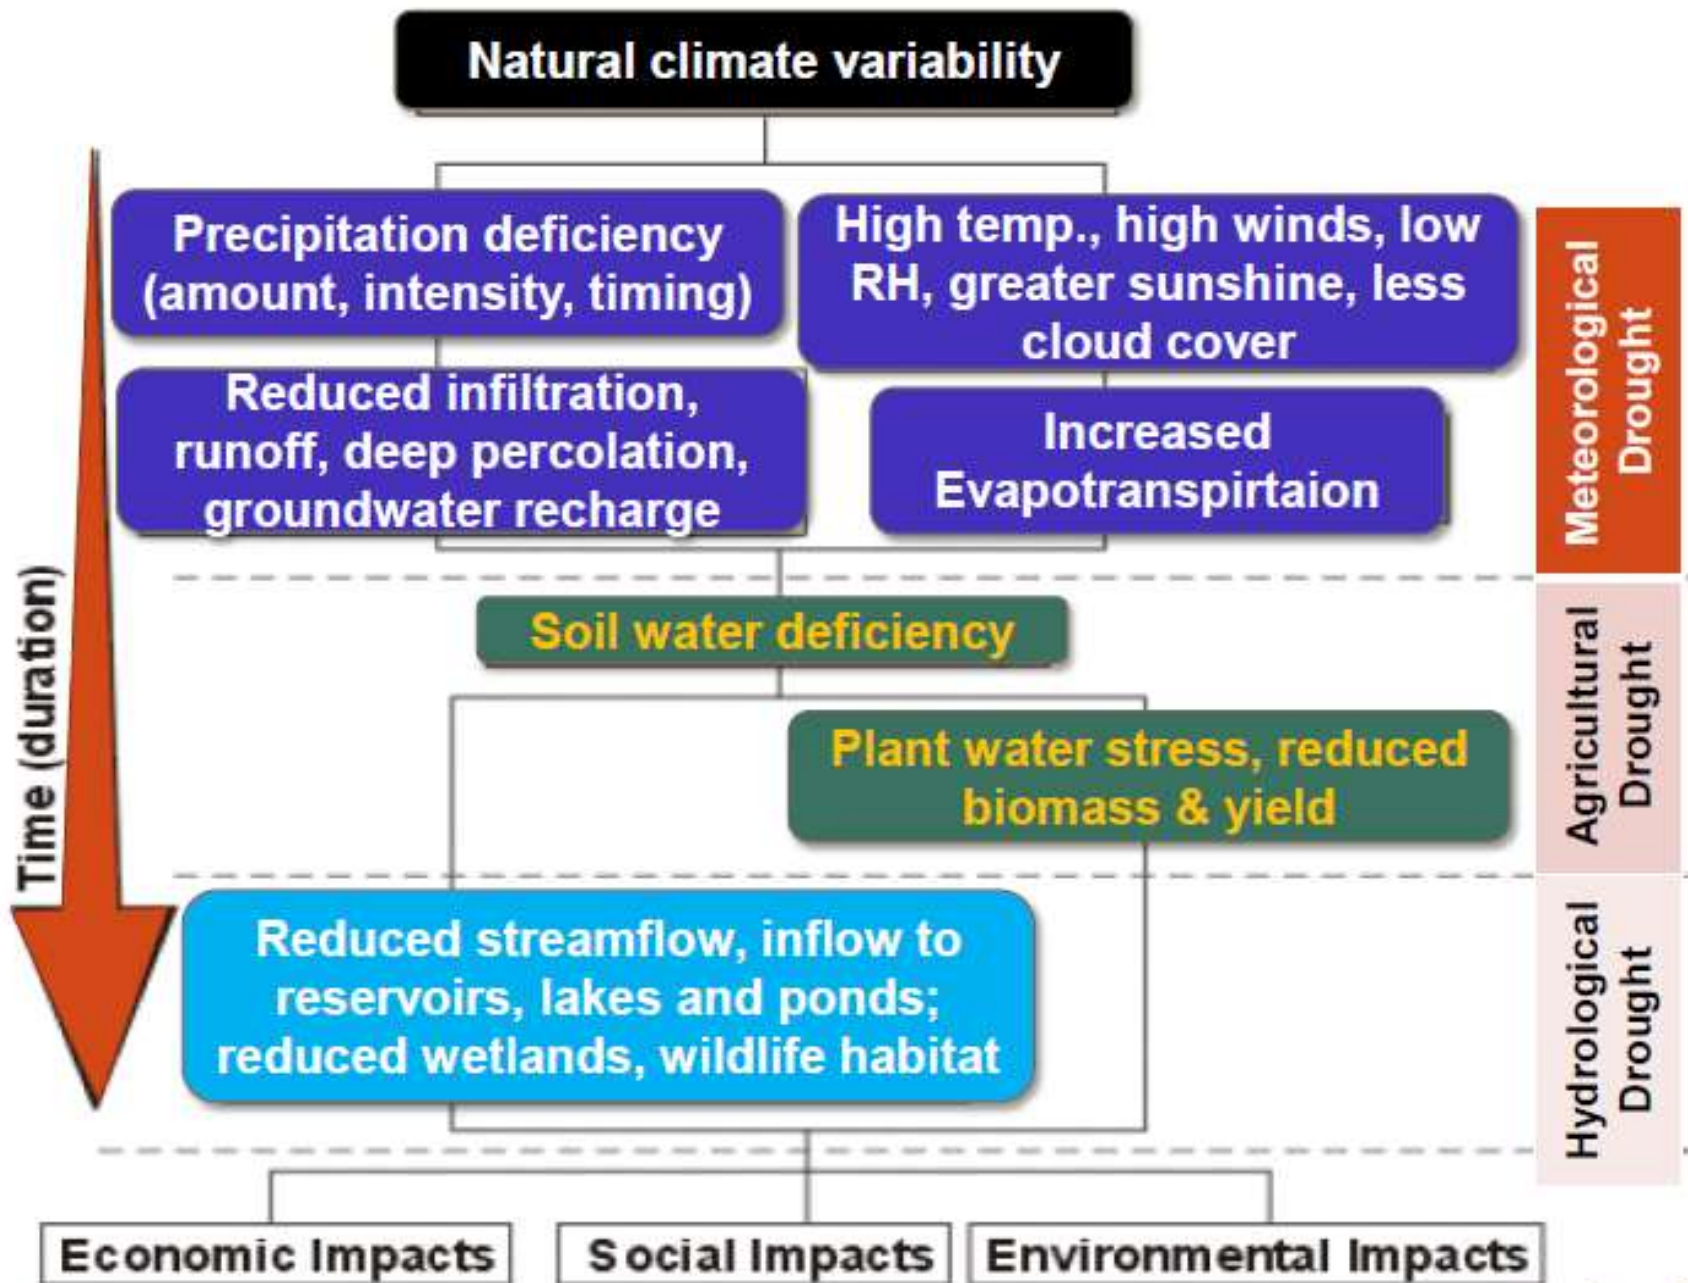 Natural climate variability
Precipitation deficiency
(amount, intensity, timing)
High temp., high winds, low
RH, greater sunshine, less
cloud cover
Reduced infiltration,
runoff, deep percolation,
groundwater recharge
Increased
Evapotranspirtaion
Meteorological
Drought
Time (duration)
Soil water deficiency
Plant water stress, reduced
biomass & yield
Agricultural
Drought
Reduced streamflow, inflow to
reservoirs, lakes and ponds;
reduced wetlands, wildlife habitat
Hydrological
Drought
Economic Impacts
Social Impacts
Environmental Impacts